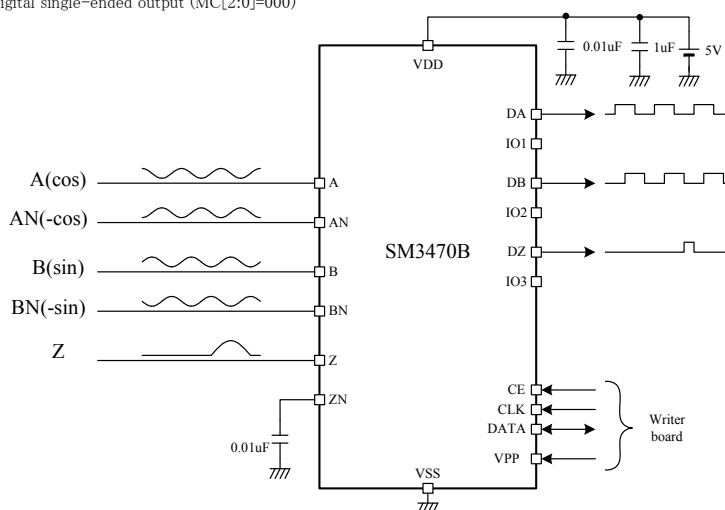 igital single-ended output (MC[2:0]=000)
VDD
0.01uF
1uF
5V
A(cos)
AN(-cos)
B(sin)
BN(-sin)
Z
0.01uF
A
AN
B
BN
Z
ZN
SM3470B
DA
IO1
DB
IO2
DZ
IO3
CE
CLK
DATA
VPP
VSS
Writer
board